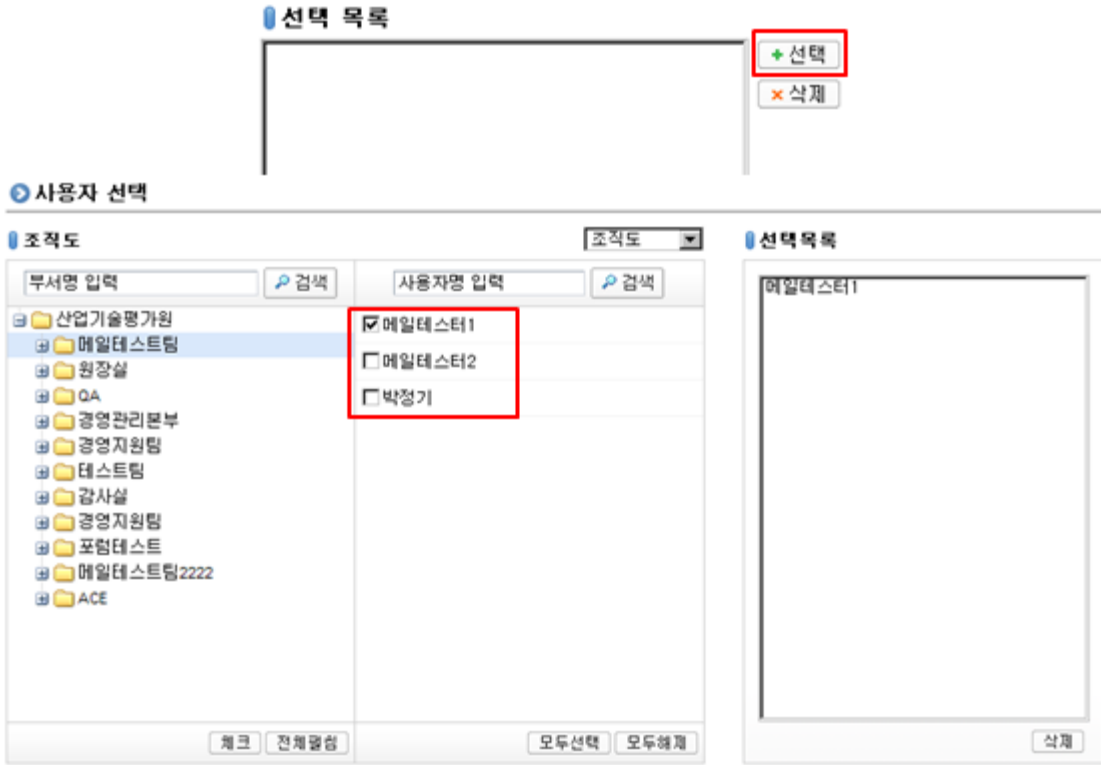 선택 목록
선택
삭제
사용자 선택
조직도
조직도
선택목록
부서명 입력
검색
사용자명 입력
검색
메일테스터1
산업기술평가원
메일테스트팀
원장실
QA
경영관리본부
경영지원팀
테스트팀
감사실
경영지원팀
포럼테스트
메일테스트팀2222
ACE
메일테스터1
메일테스터2
박정기
체크
전체펼침
모두선택
모두해제
삭제